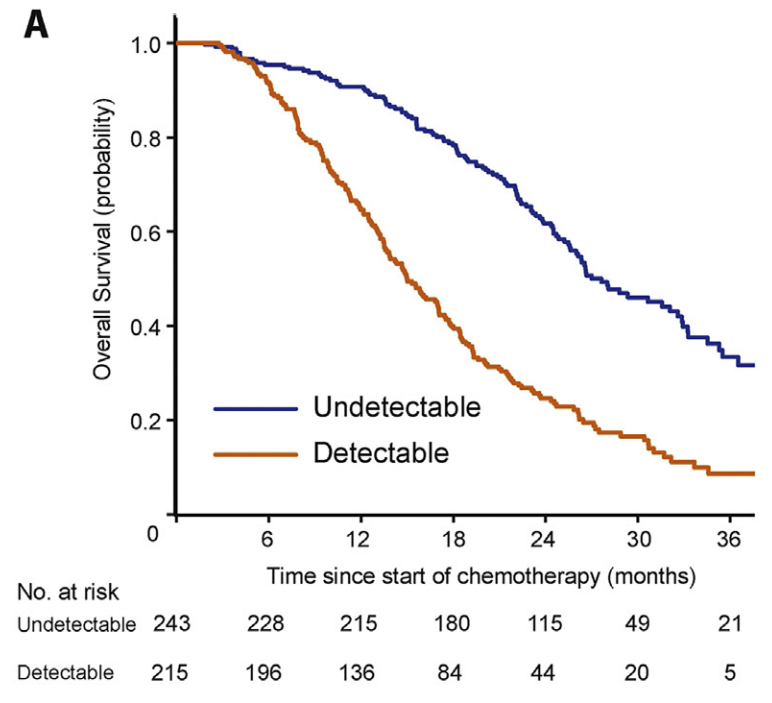 A
Overall Survival (probability)
1.0
0.8
0.6
0.4
0.2
0
Undetectable
Detectable
6 12 18 24 30 36
Time since start of chemotherapy (months)
No. at risk
Undetectable 243 228 215 180 115 49 21
Detectable 215 196 136 84 44 20 5